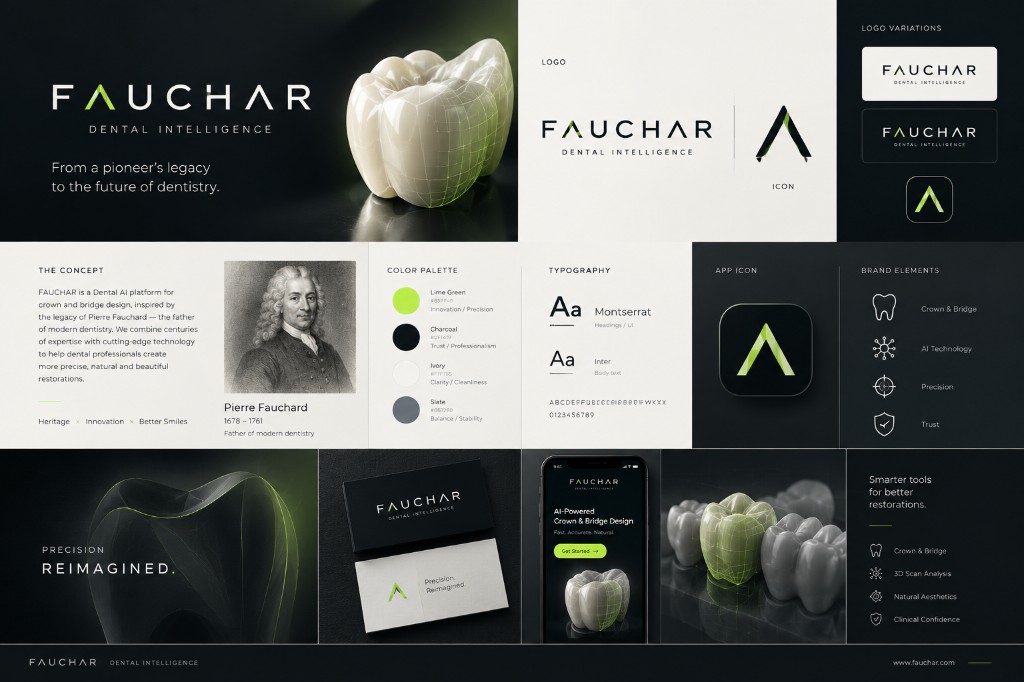 FAUCHAR
DENTAL INTELLIGENCE
From a pioneer's legacy
to the future of dentistry.
LOGO
FAUCHAR
DENTAL INTELLIGENCE
ICON
LOGO VARIATIONS
FAUCHAR
DENTAL INTELLIGENCE
FAUCHAR
DENTAL INTELLIGENCE
THE CONCEPT
FAUCHAR is a Dental AI platform for
crown and bridge design, inspired by
the legacy of Pierre Fauchard — the father
of modern dentistry. We combine centuries
of expertise with cutting-edge technology
to help dental professionals create
more precise, natural and beautiful
restorations.
Heritage • Innovation • Better Smiles
Pierre Fauchard
1678 – 1761
Father of modern dentistry
COLOR PALETTE
Lime Green
Innovation / Precision
Charcoal
Trust / Professionalism
Ivory
Clarity / Cleanliness
Slate
Balance / Stability
TYPOGRAPHY
Aa
Montserrat
Headings / UI
Aa
Inter
Body text
0123456789
APP ICON
BRAND ELEMENTS
Crown & Bridge
AI Technology
Precision
Trust
PRECISION
REIMAGINED.
FAUCHAR
DENTAL INTELLIGENCE
Precision
Reimagined
9:41
FAUCHAR
DENTAL INTELLIGENCE
AI-Powered
Crown & Bridge Design
Fast. Accurate. Natural.
Get Started →
Smarter tools
for better
restorations.
Crown & Bridge
3D Scan Analysis
Natural Aesthetics
Clinical Confidence
FAUCHAR DENTAL INTELLIGENCE
www.fauchar.com